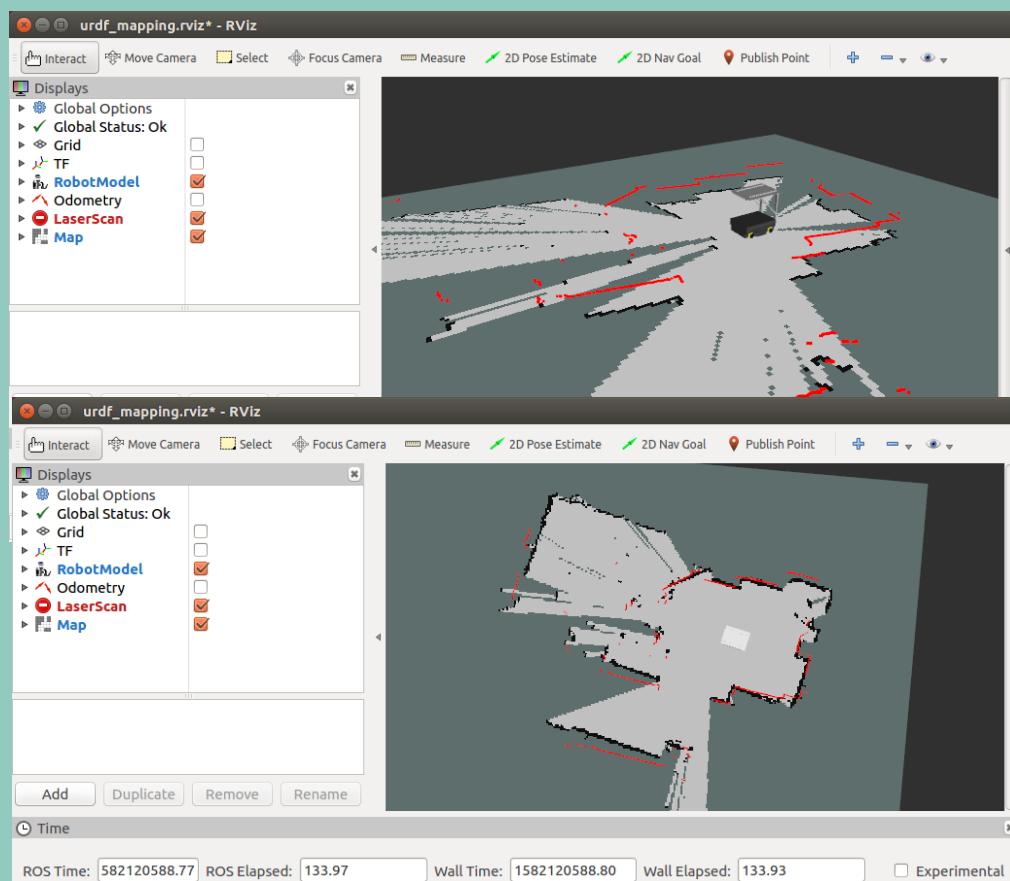 urdf_mapping.rviz* - RViz
Interact Move Camera Select Focus Camera Measure 2D Pose Estimate 2D Nav Goal Publish Point
Displays
Global Options
Global Status: Ok
Grid
TF
RobotModel
Odometry
LaserScan
Map
urdf_mapping.rviz* - RViz
Interact Move Camera Select Focus Camera Measure 2D Pose Estimate 2D Nav Goal Publish Point
Displays
Global Options
Global Status: Ok
Grid
TF
RobotModel
Odometry
LaserScan
Map
Add Duplicate Remove Rename
Time
ROS Time: 582120588.77 ROS Elapsed: 133.97 Wall Time: 1582120588.80 Wall Elapsed: 133.93 Experimental